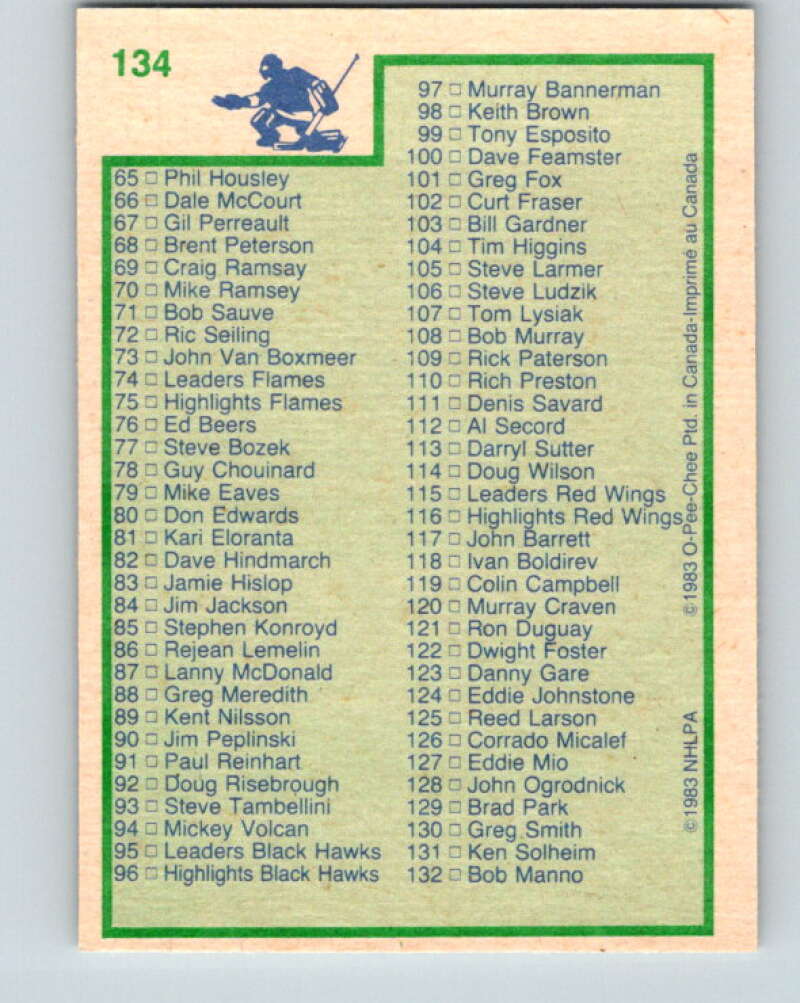 134
65 □ Phil Housley
66 □ Dale McCourt
67 □ Gil Perreault
68 □ Brent Peterson
69 □ Craig Ramsay
70 □ Mike Ramsey
71 □ Bob Sauve
72 □ Ric Seiling
73 □ John Van Boxmeer
74 □ Leaders Flames
75 □ Highlights Flames
76 □ Ed Beers
77 □ Steve Bozek
78 □ Guy Chouinard
79 □ Mike Eaves
80 □ Don Edwards
81 □ Kari Eloranta
82 □ Dave Hindmarch
83 □ Jamie Hislop
84 □ Jim Jackson
85 □ Stephen Konroyd
86 □ Rejean Lemelin
87 □ Lanny McDonald
88 □ Greg Meredith
89 □ Kent Nilsson
90 □ Jim Peplinski
91 □ Paul Reinhart
92 □ Doug Risebrough
93 □ Steve Tambellini
94 □ Mickey Volcan
95 □ Leaders Black Hawks
96 □ Highlights Black Hawks
97 □ Murray Bannerman
98 □ Keith Brown
99 □ Tony Esposito
100 □ Dave Feamster
101 □ Greg Fox
102 □ Curt Fraser
103 □ Bill Gardner
104 □ Tim Higgins
105 □ Steve Larmer
106 □ Steve Ludzik
107 □ Tom Lysiak
108 □ Bob Murray
109 □ Rick Paterson
110 □ Rich Preston
111 □ Denis Savard
112 □ Al Secord
113 □ Darryl Sutter
114 □ Doug Wilson
115 □ Leaders Red Wings
116 □ Highlights Red Wings
117 □ John Barrett
118 □ Ivan Boldirev
119 □ Colin Campbell
120 □ Murray Craven
121 □ Ron Duguay
122 □ Dwight Foster
123 □ Danny Gare
124 □ Eddie Johnstone
125 □ Reed Larson
126 □ Corrado Micalef
127 □ Eddie Mio
128 □ John Ogrodnick
129 □ Brad Park
130 □ Greg Smith
131 □ Ken Solheim
132 □ Bob Manno
©1983 NHLPA ©1983 O-Pee-Chee Ptd. in Canada-Imprimé au Canada